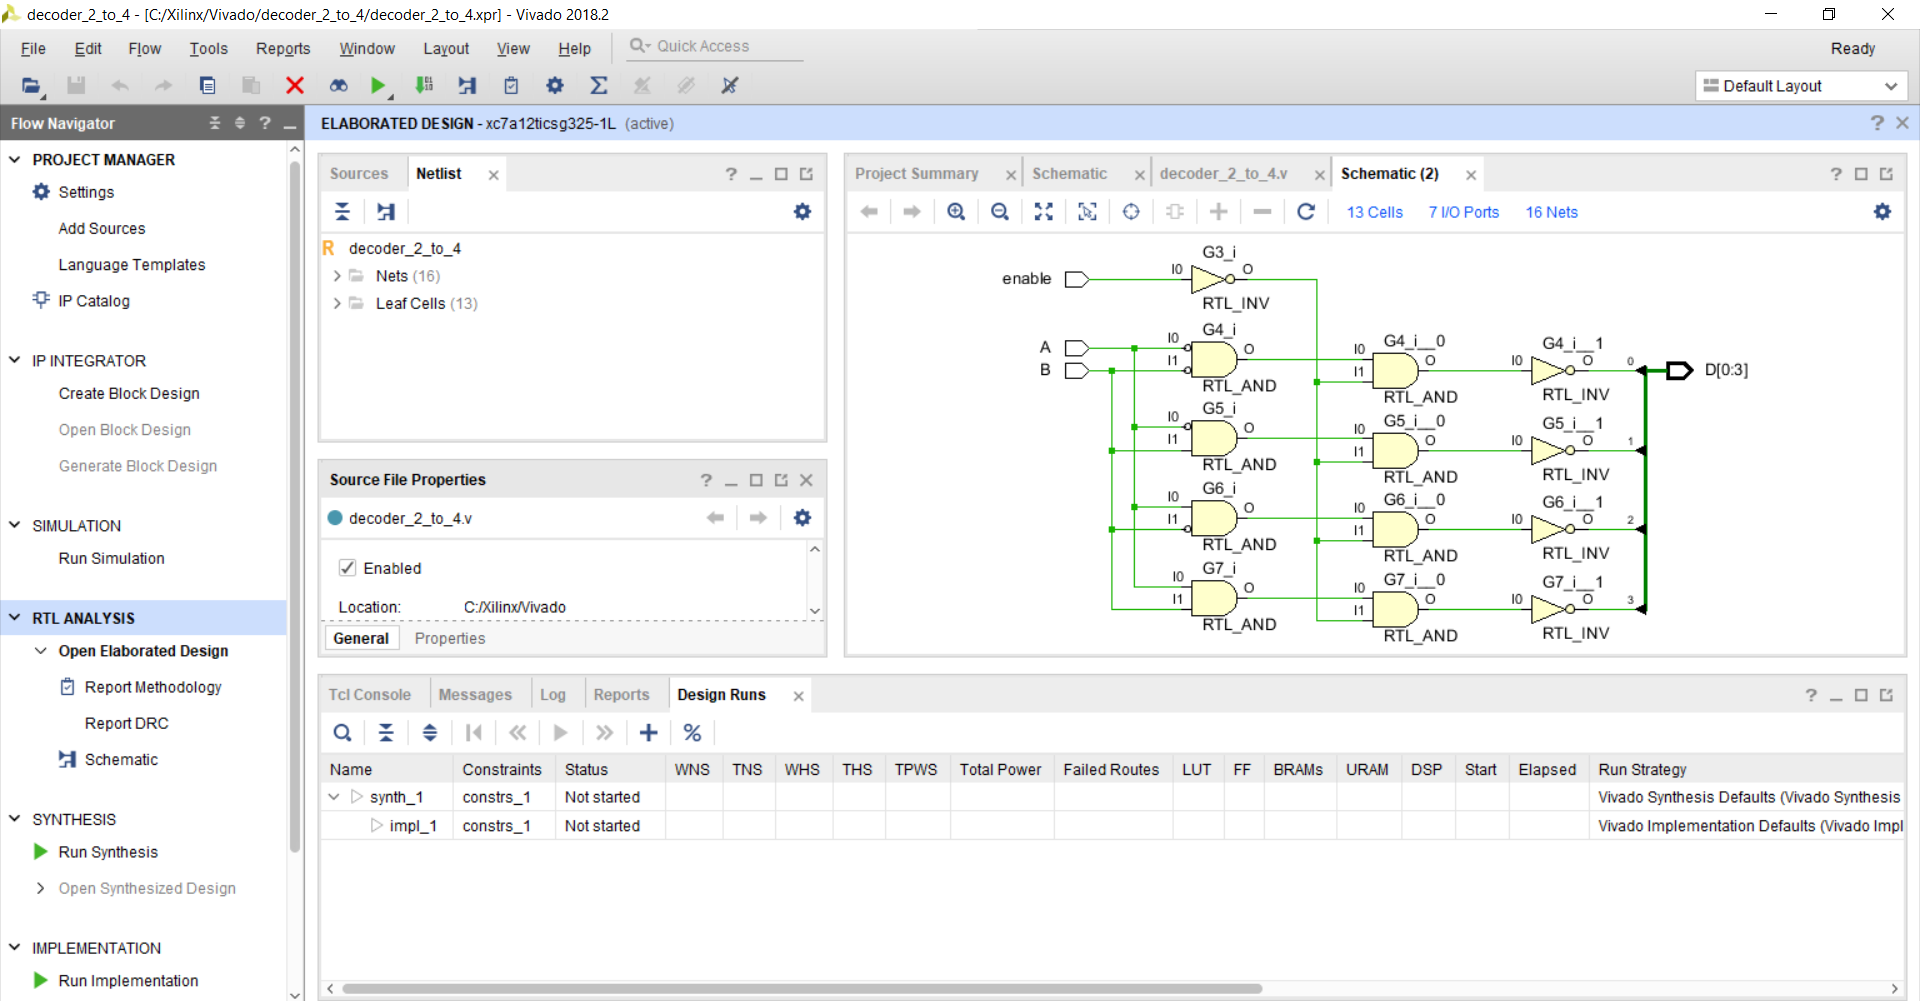 decoder_2_to_4 - [C:/Xilinx/Vivado/decoder_2_to_4/decoder_2_to_4.xpr] - Vivado 2018.2
File Edit Flow Tools Reports Window Layout View Help Quick Access Ready
Default Layout
Flow Navigator
ELABORATED DESIGN - xc7a12ticsg325-1L (active)
PROJECT MANAGER
Settings
Add Sources
Language Templates
IP Catalog
IP INTEGRATOR
Create Block Design
Open Block Design
Generate Block Design
SIMULATION
Run Simulation
RTL ANALYSIS
Open Elaborated Design
Report Methodology
Report DRC
Schematic
SYNTHESIS
Run Synthesis
Open Synthesized Design
IMPLEMENTATION
Run Implementation
Sources Netlist
R decoder_2_to_4
Nets (16)
Leaf Cells (13)
Source File Properties
decoder_2_to_4.v
Enabled
Location: C:/Xilinx/Vivado
General Properties
Project Summary Schematic decoder_2_to_4.v Schematic (2)
13 Cells 7 I/O Ports 16 Nets
G3_i
enable I0 O
RTL_INV
G4_i
A I0 O
B I1
RTL_AND
G4_i__0
I0 O
I1
RTL_AND
G4_i__1
I0 O 0
RTL_INV
D[0:3]
G5_i
I0 O
I1
RTL_AND
G5_i__0
I0 O
I1
RTL_AND
G5_i__1
I0 O 1
RTL_INV
G6_i
I0 O
I1
RTL_AND
G6_i__0
I0 O
I1
RTL_AND
G6_i__1
I0 O 2
RTL_INV
G7_i
I0 O
I1
RTL_AND
G7_i__0
I0 O
I1
RTL_AND
G7_i__1
I0 O 3
RTL_INV
Tcl Console Messages Log Reports Design Runs
Name Constraints Status WNS TNS WHS THS TPWS Total Power Failed Routes LUT FF BRAMs URAM DSP Start Elapsed Run Strategy
synth_1 constrs_1 Not started Vivado Synthesis Defaults (Vivado Synthesis
impl_1 constrs_1 Not started Vivado Implementation Defaults (Vivado Impl